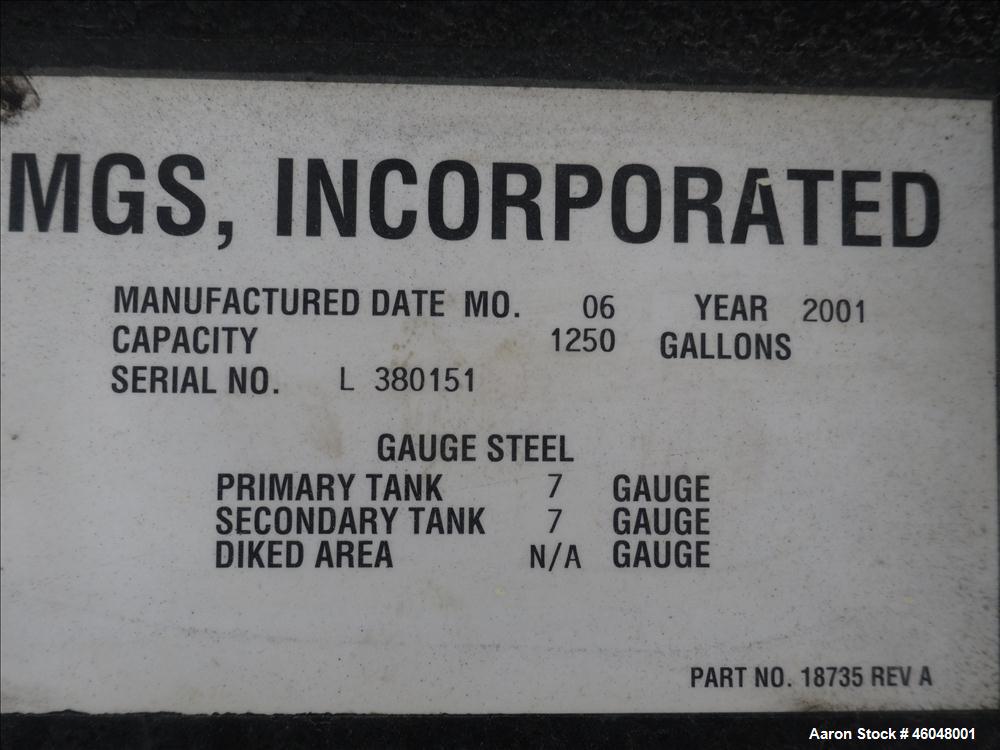 MGS, INCORPORATED
MANUFACTURED DATE MO. 06 YEAR 2001
CAPACITY 1250 GALLONS
SERIAL NO. L 380151
GAUGE STEEL
PRIMARY TANK 7 GAUGE
SECONDARY TANK 7 GAUGE
DIKED AREA N/A GAUGE
PART NO. 18735 REV A
Aaron Stock # 46048001